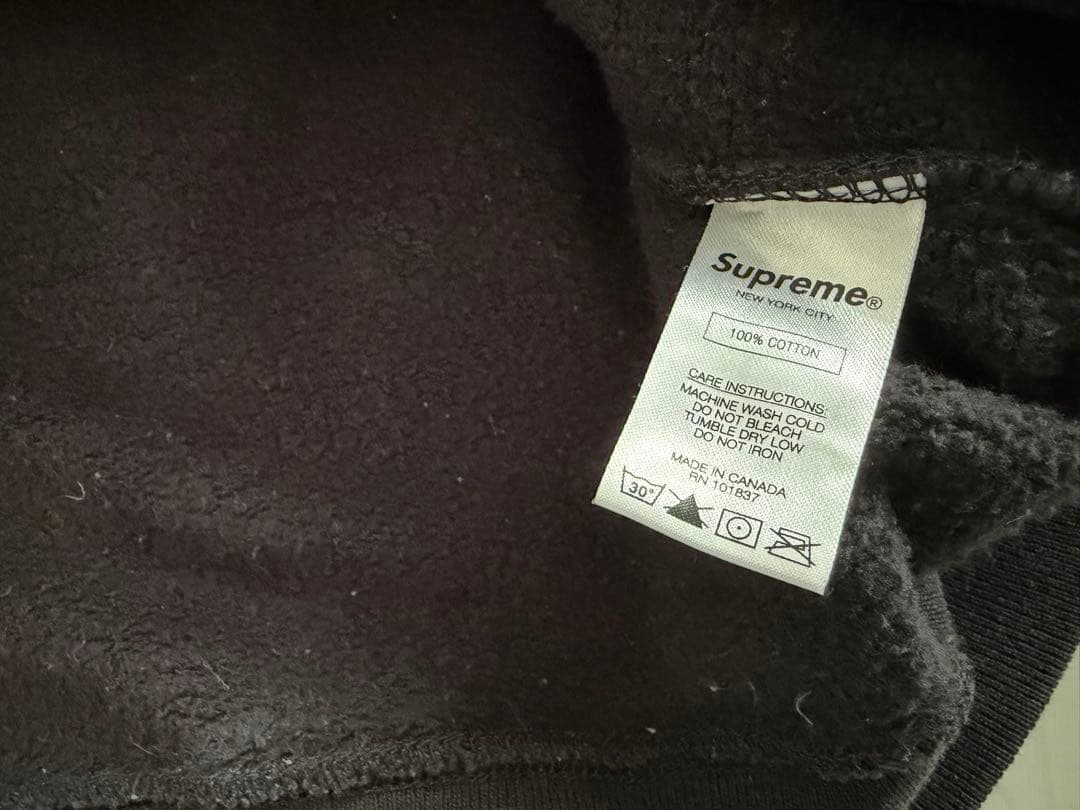 Supreme®
NEW YORK CITY
100% COTTON
CARE INSTRUCTIONS:
MACHINE WASH COLD
DO NOT BLEACH
TUMBLE DRY LOW
DO NOT IRON
MADE IN CANADA
RN 101837
30°